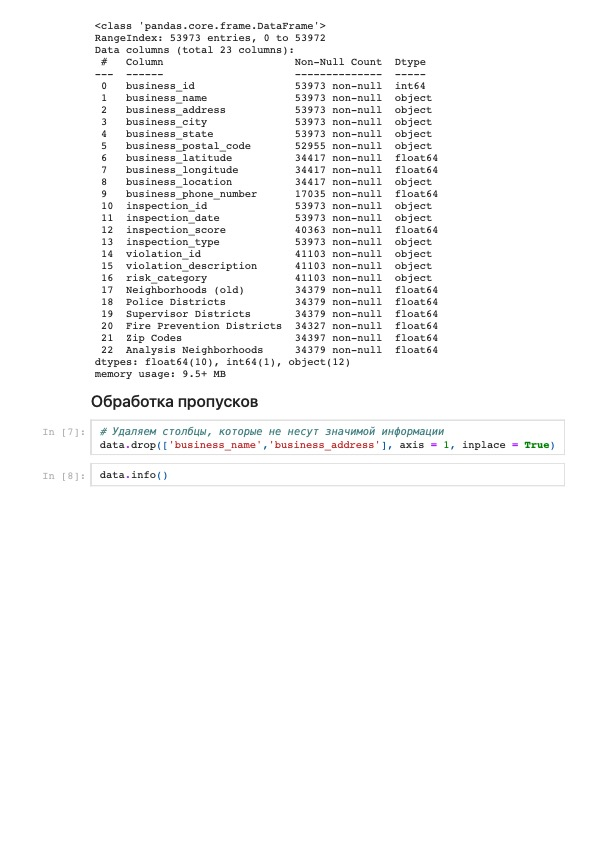 <class 'pandas.core.frame.DataFrame'>
RangeIndex: 53973 entries, 0 to 53972
Data columns (total 23 columns):
 #   Column                     Non-Null Count  Dtype
---  ------                     --------------  -----
 0   business_id                53973 non-null  int64
 1   business_name              53973 non-null  object
 2   business_address           53973 non-null  object
 3   business_city              53973 non-null  object
 4   business_state             53973 non-null  object
 5   business_postal_code       52955 non-null  object
 6   business_latitude          34417 non-null  float64
 7   business_longitude         34417 non-null  float64
 8   business_location          34417 non-null  object
 9   business_phone_number      17035 non-null  float64
 10  inspection_id              53973 non-null  object
 11  inspection_date            53973 non-null  object
 12  inspection_score           40363 non-null  float64
 13  inspection_type            53973 non-null  object
 14  violation_id               41103 non-null  object
 15  violation_description      41103 non-null  object
 16  risk_category              41103 non-null  object
 17  Neighborhoods (old)        34379 non-null  float64
 18  Police Districts           34379 non-null  float64
 19  Supervisor Districts       34379 non-null  float64
 20  Fire Prevention Districts  34327 non-null  float64
 21  Zip Codes                  34397 non-null  float64
 22  Analysis Neighborhoods     34379 non-null  float64
dtypes: float64(10), int64(1), object(12)
memory usage: 9.5+ MB
Обработка пропусков
In [7]: # Удаляем столбцы, которые не несут значимой информации
data.drop(['business_name','business_address'], axis = 1, inplace = True)
In [8]: data.info()